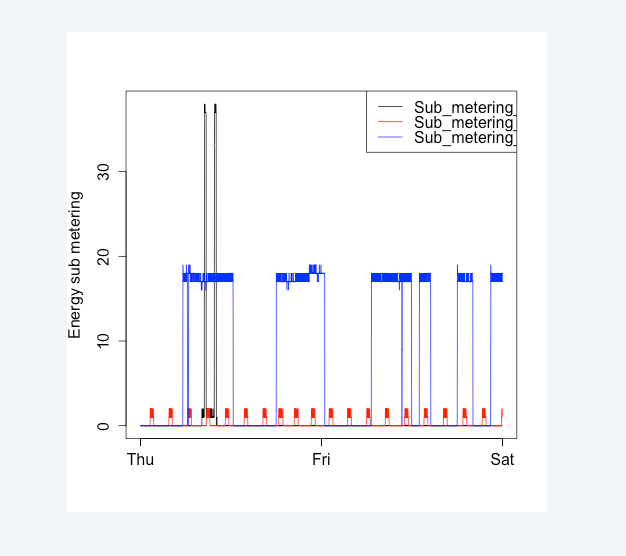 Sub_metering_
Sub_metering_
Sub_metering_
Energy sub metering
30
20
10
0
Thu Fri Sat